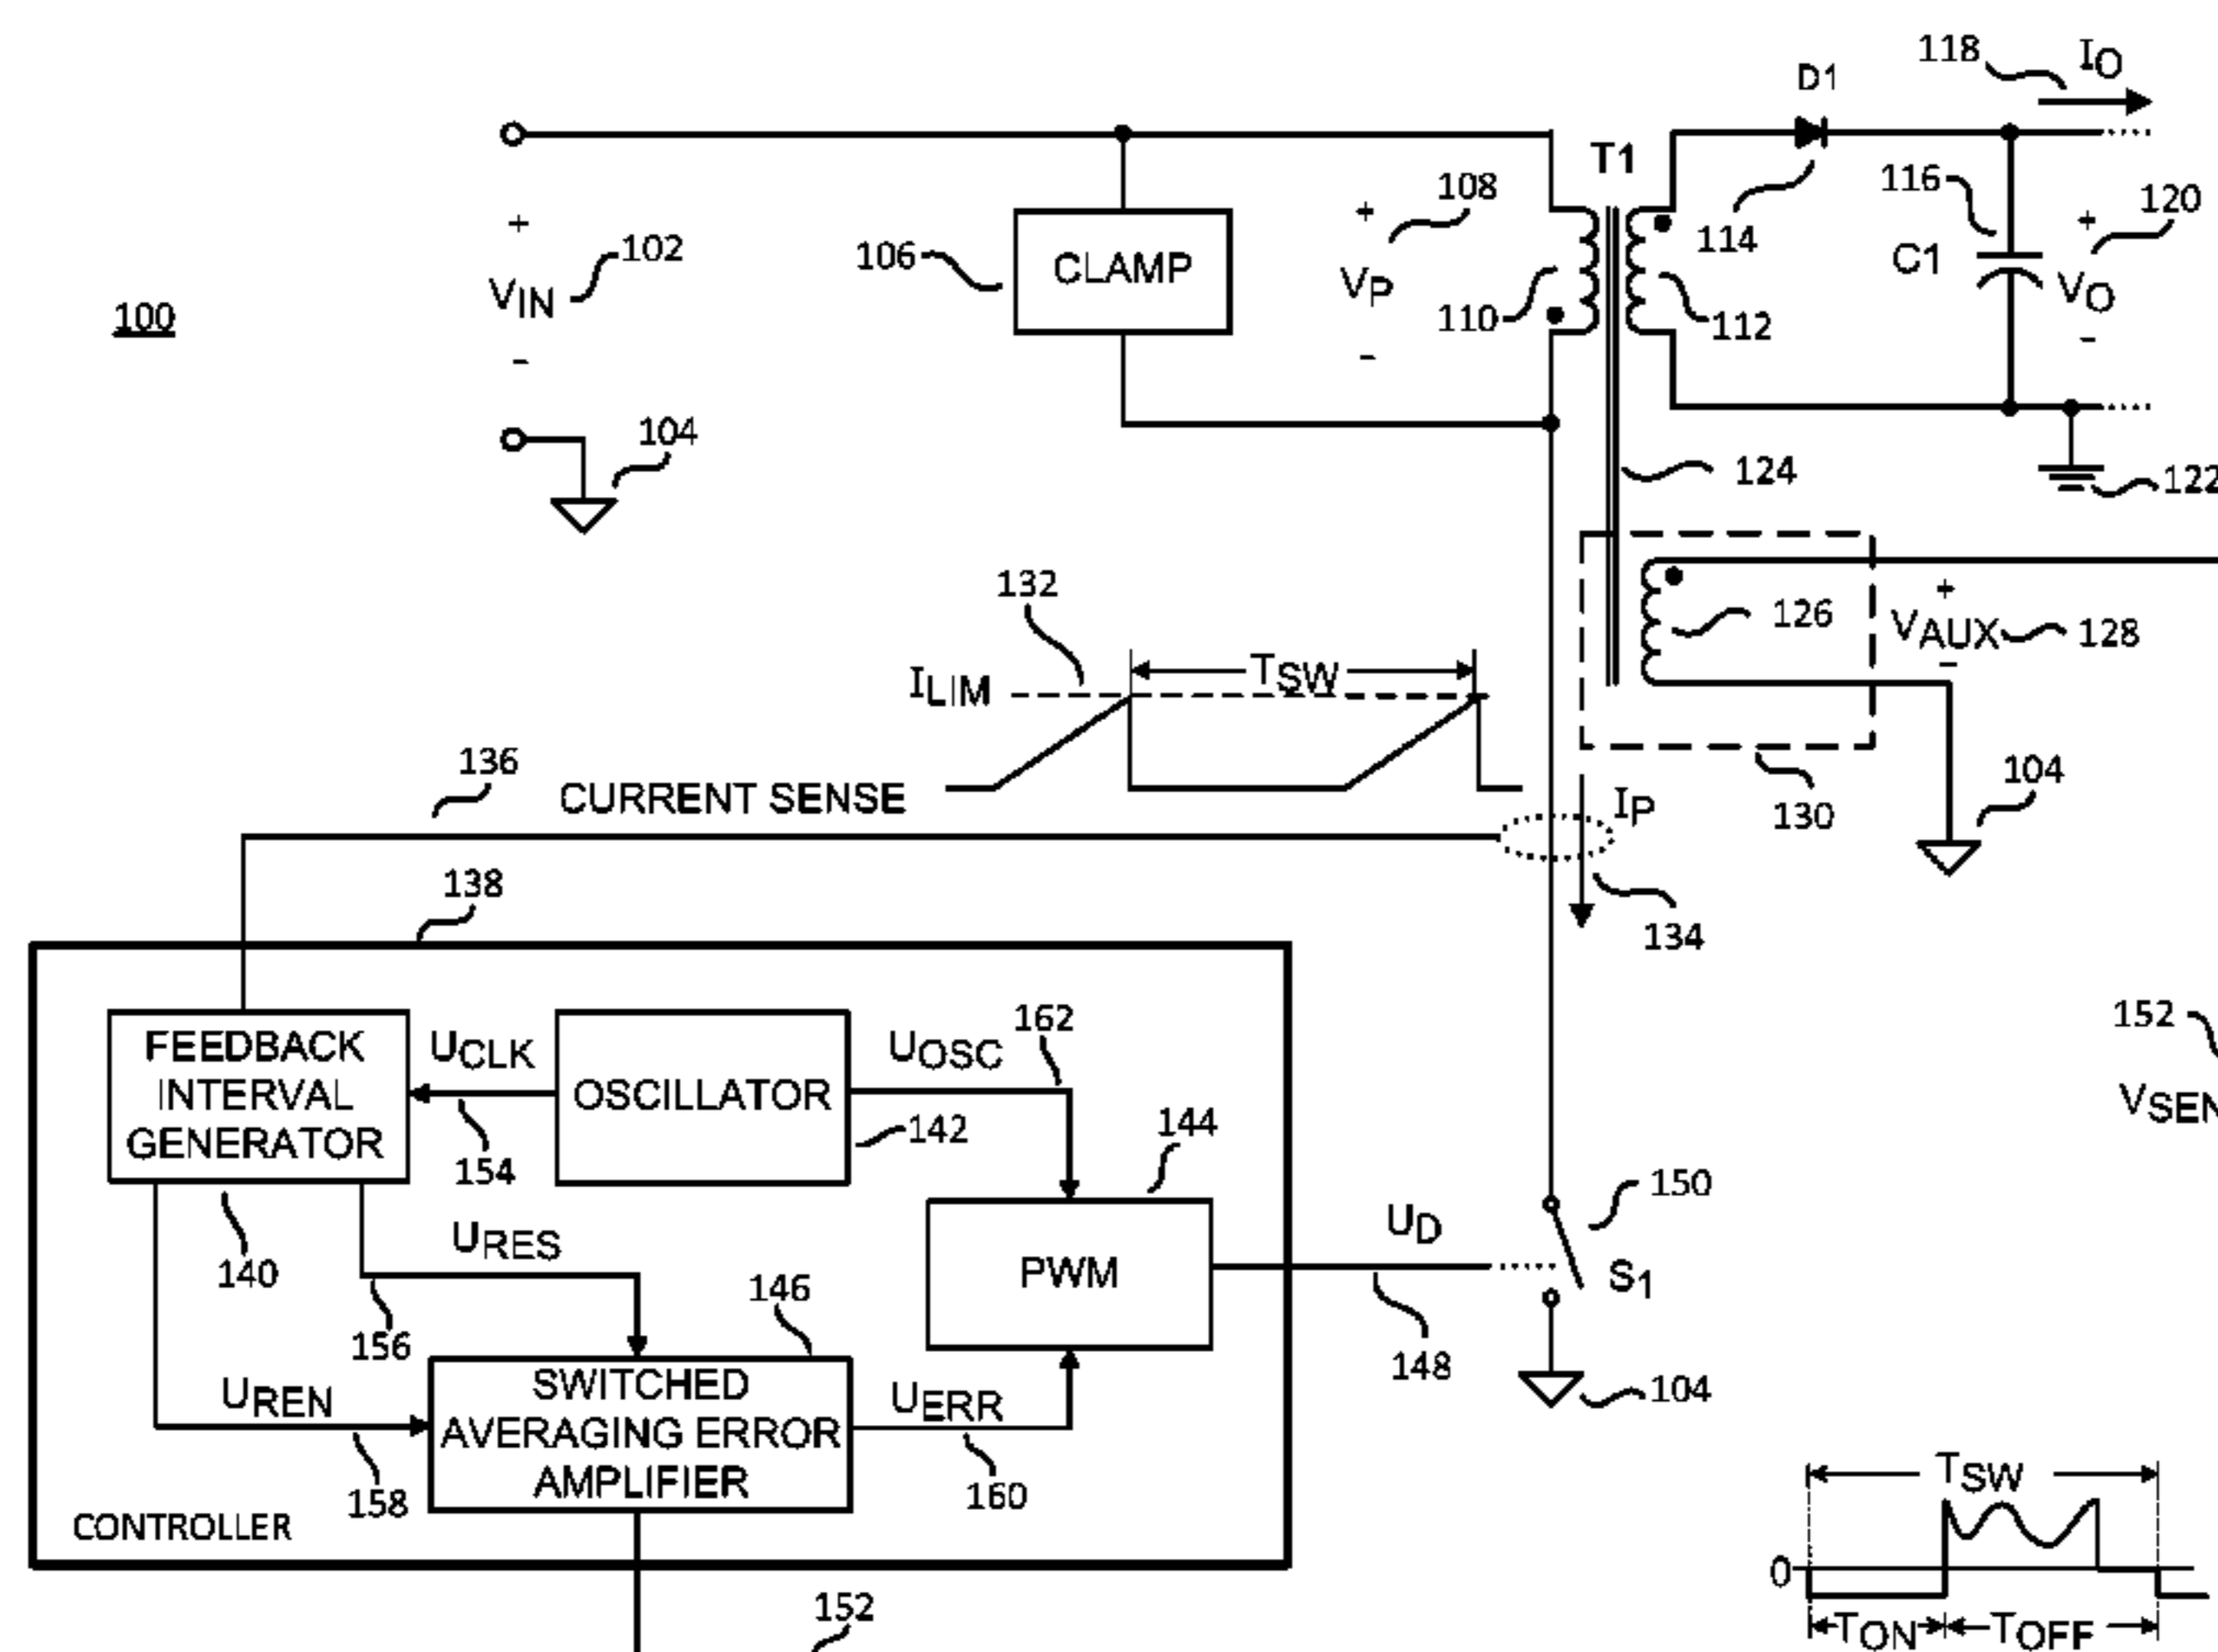 118
IO
D1
T1
116
108
120
+
+
+
102
106
CLAMP
114
C1
VIN
VP
VO
100
110
112
-
-
-
104
124
122
132
126
+
VAUX
128
-
ILIM
TSW
136
CURRENT SENSE
IP
130
104
138
134
152
VSEN
FEEDBACK
INTERVAL
GENERATOR
UCLK
OSCILLATOR
UOSC
162
142
144
154
150
URES
UD
S1
140
PWM
146
156
148
104
UREN
SWITCHED
AVERAGING ERROR
AMPLIFIER
UERR
158
160
CONTROLLER
TSW
0
152
TON
TOFF